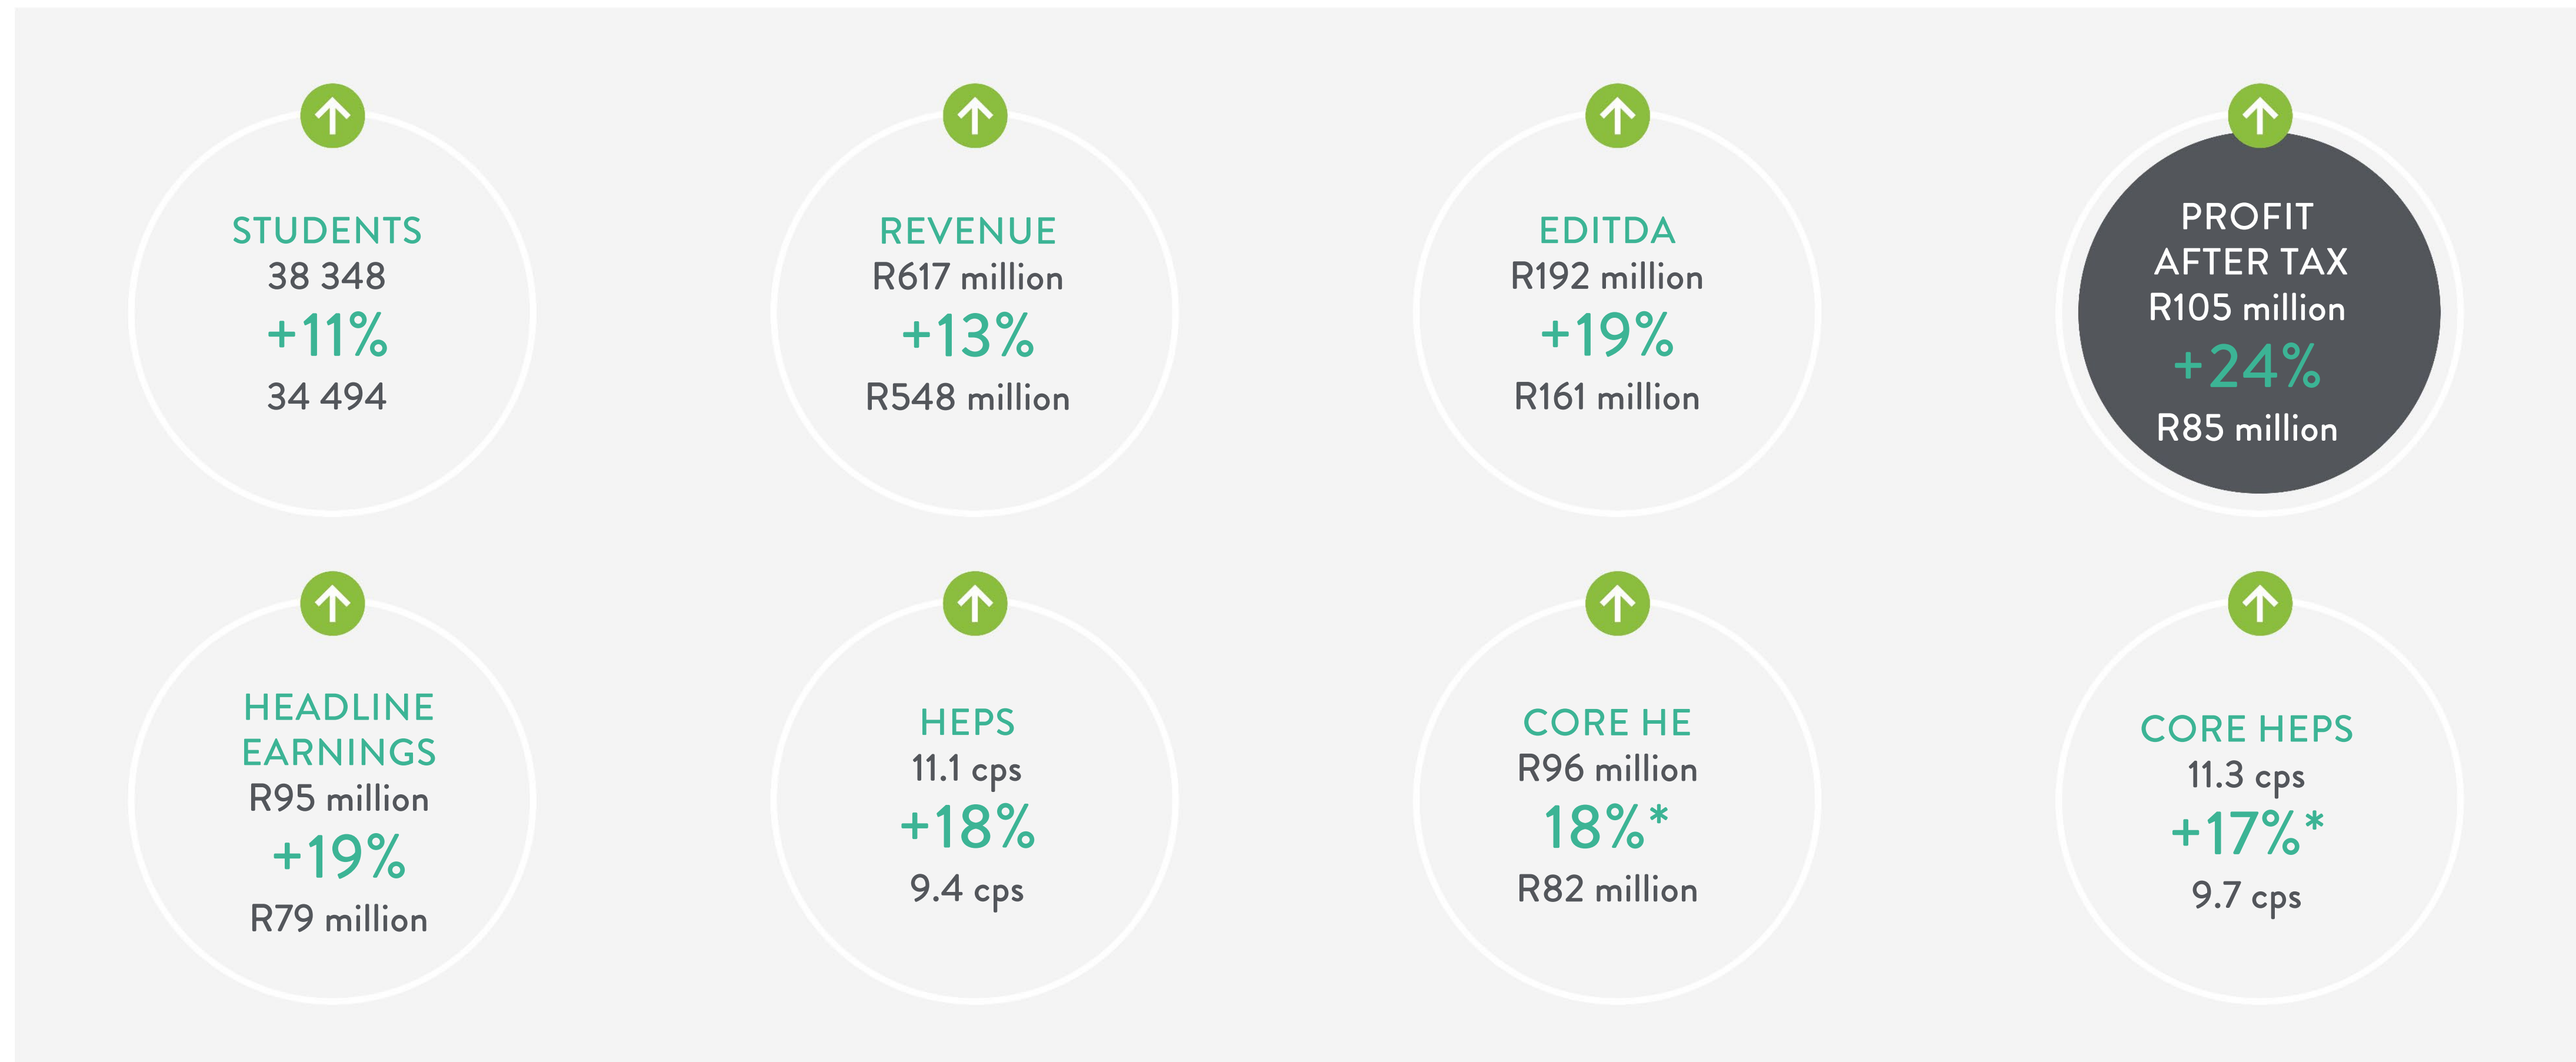 STUDENTS
38 348
+11%
34 494
REVENUE
R617 million
+13%
R548 million
EDITDA
R192 million
+19%
R161 million
PROFIT
AFTER TAX
R105 million
+24%
R85 million
HEADLINE
EARNINGS
R95 million
+19%
R79 million
HEPS
11.1 cps
+18%
9.4 cps
CORE HE
R96 million
18%*
R82 million
CORE HEPS
11.3 cps
+17%*
9.7 cps